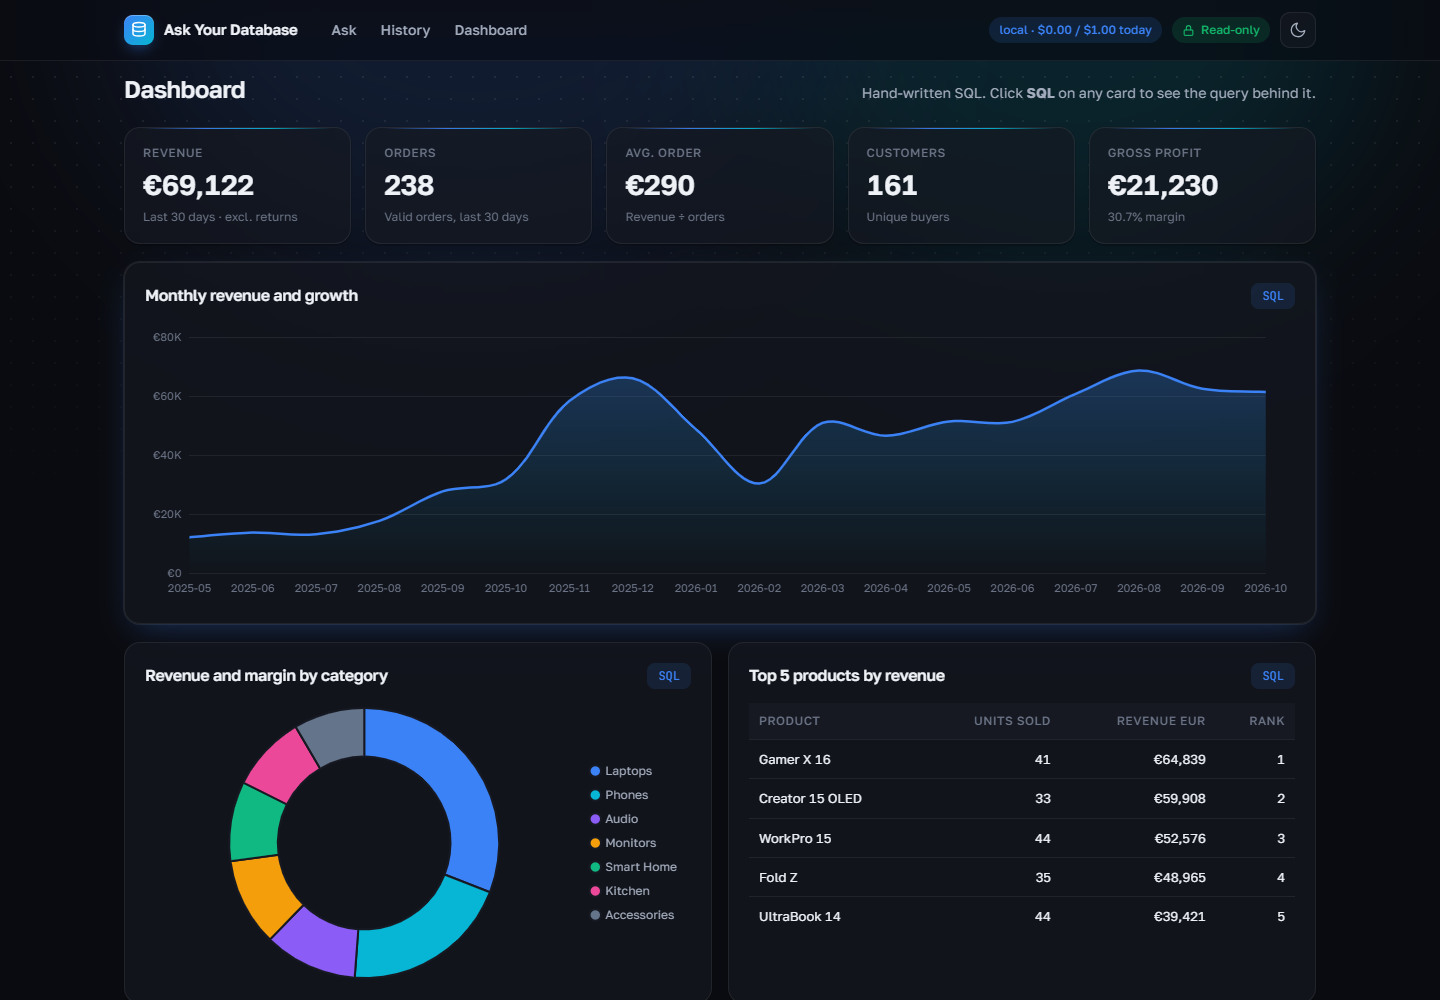 Ask Your Database
Ask
History
Dashboard
local · $0.00 / $1.00 today
Read-only
Dashboard
Hand-written SQL. Click SQL on any card to see the query behind it.
REVENUE
€69,122
Last 30 days · excl. returns
ORDERS
238
Valid orders, last 30 days
AVG. ORDER
€290
Revenue ÷ orders
CUSTOMERS
161
Unique buyers
GROSS PROFIT
€21,230
30.7% margin
Monthly revenue and growth
SQL
€80K
€60K
€40K
€20K
€0
2025-05 2025-06 2025-07 2025-08 2025-09 2025-10 2025-11 2025-12 2026-01 2026-02 2026-03 2026-04 2026-05 2026-06 2026-07 2026-08 2026-09 2026-10
Revenue and margin by category
SQL
Laptops
Phones
Audio
Monitors
Smart Home
Kitchen
Accessories
Top 5 products by revenue
SQL
PRODUCT UNITS SOLD REVENUE EUR RANK
Gamer X 16 41 €64,839 1
Creator 15 OLED 33 €59,908 2
WorkPro 15 44 €52,576 3
Fold Z 35 €48,965 4
UltraBook 14 44 €39,421 5